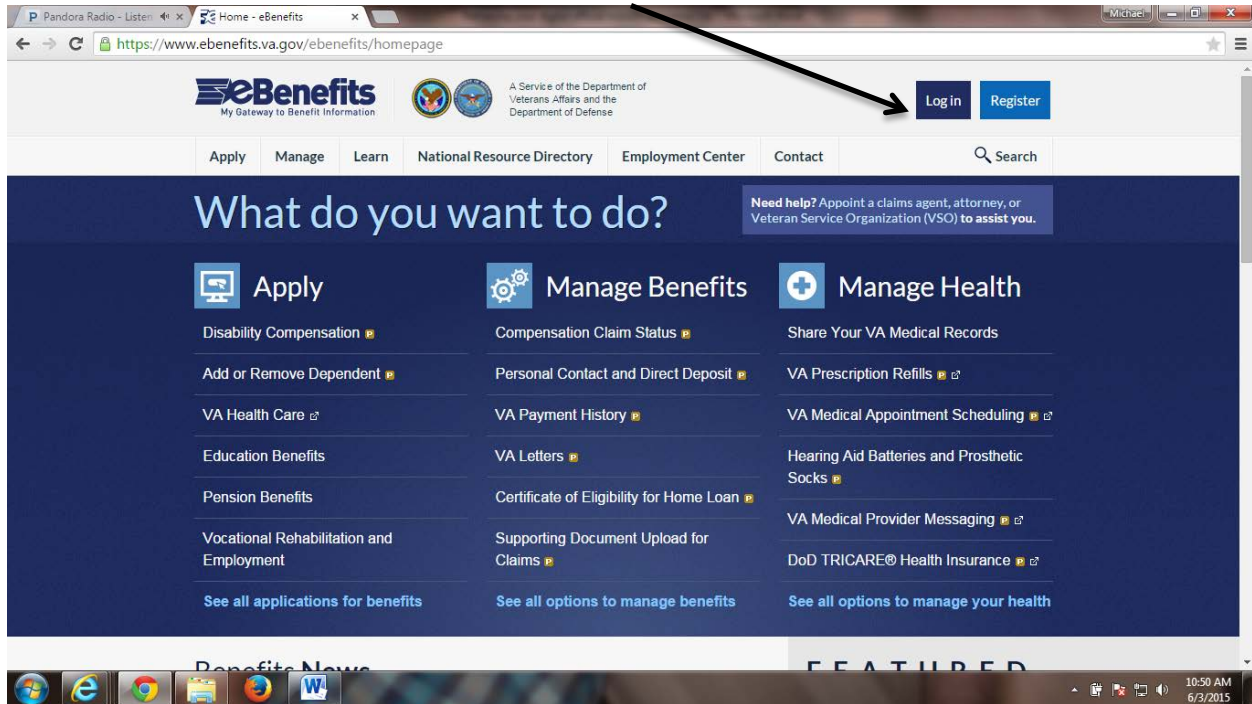 Pandora Radio - Listen
Home - eBenefits
Michael
https://www.ebenefits.va.gov/ebenefits/homepage
eBenefits
My Gateway to Benefit Information
A Service of the Department of
Veterans Affairs and the
Department of Defense
Log in
Register
Apply
Manage
Learn
National Resource Directory
Employment Center
Contact
Search
What do you want to do?
Need help? Appoint a claims agent, attorney, or
Veteran Service Organization (VSO) to assist you.
Apply
Disability Compensation P
Add or Remove Dependent P
VA Health Care
Education Benefits
Pension Benefits
Vocational Rehabilitation and
Employment
See all applications for benefits
Manage Benefits
Compensation Claim Status P
Personal Contact and Direct Deposit P
VA Payment History P
VA Letters P
Certificate of Eligibility for Home Loan P
Supporting Document Upload for
Claims P
See all options to manage benefits
Manage Health
Share Your VA Medical Records
VA Prescription Refills P
VA Medical Appointment Scheduling P
Hearing Aid Batteries and Prosthetic
Socks P
VA Medical Provider Messaging P
DoD TRICARE® Health Insurance P
See all options to manage your health
Benefits News
FEATURED
10:50 AM
6/3/2015